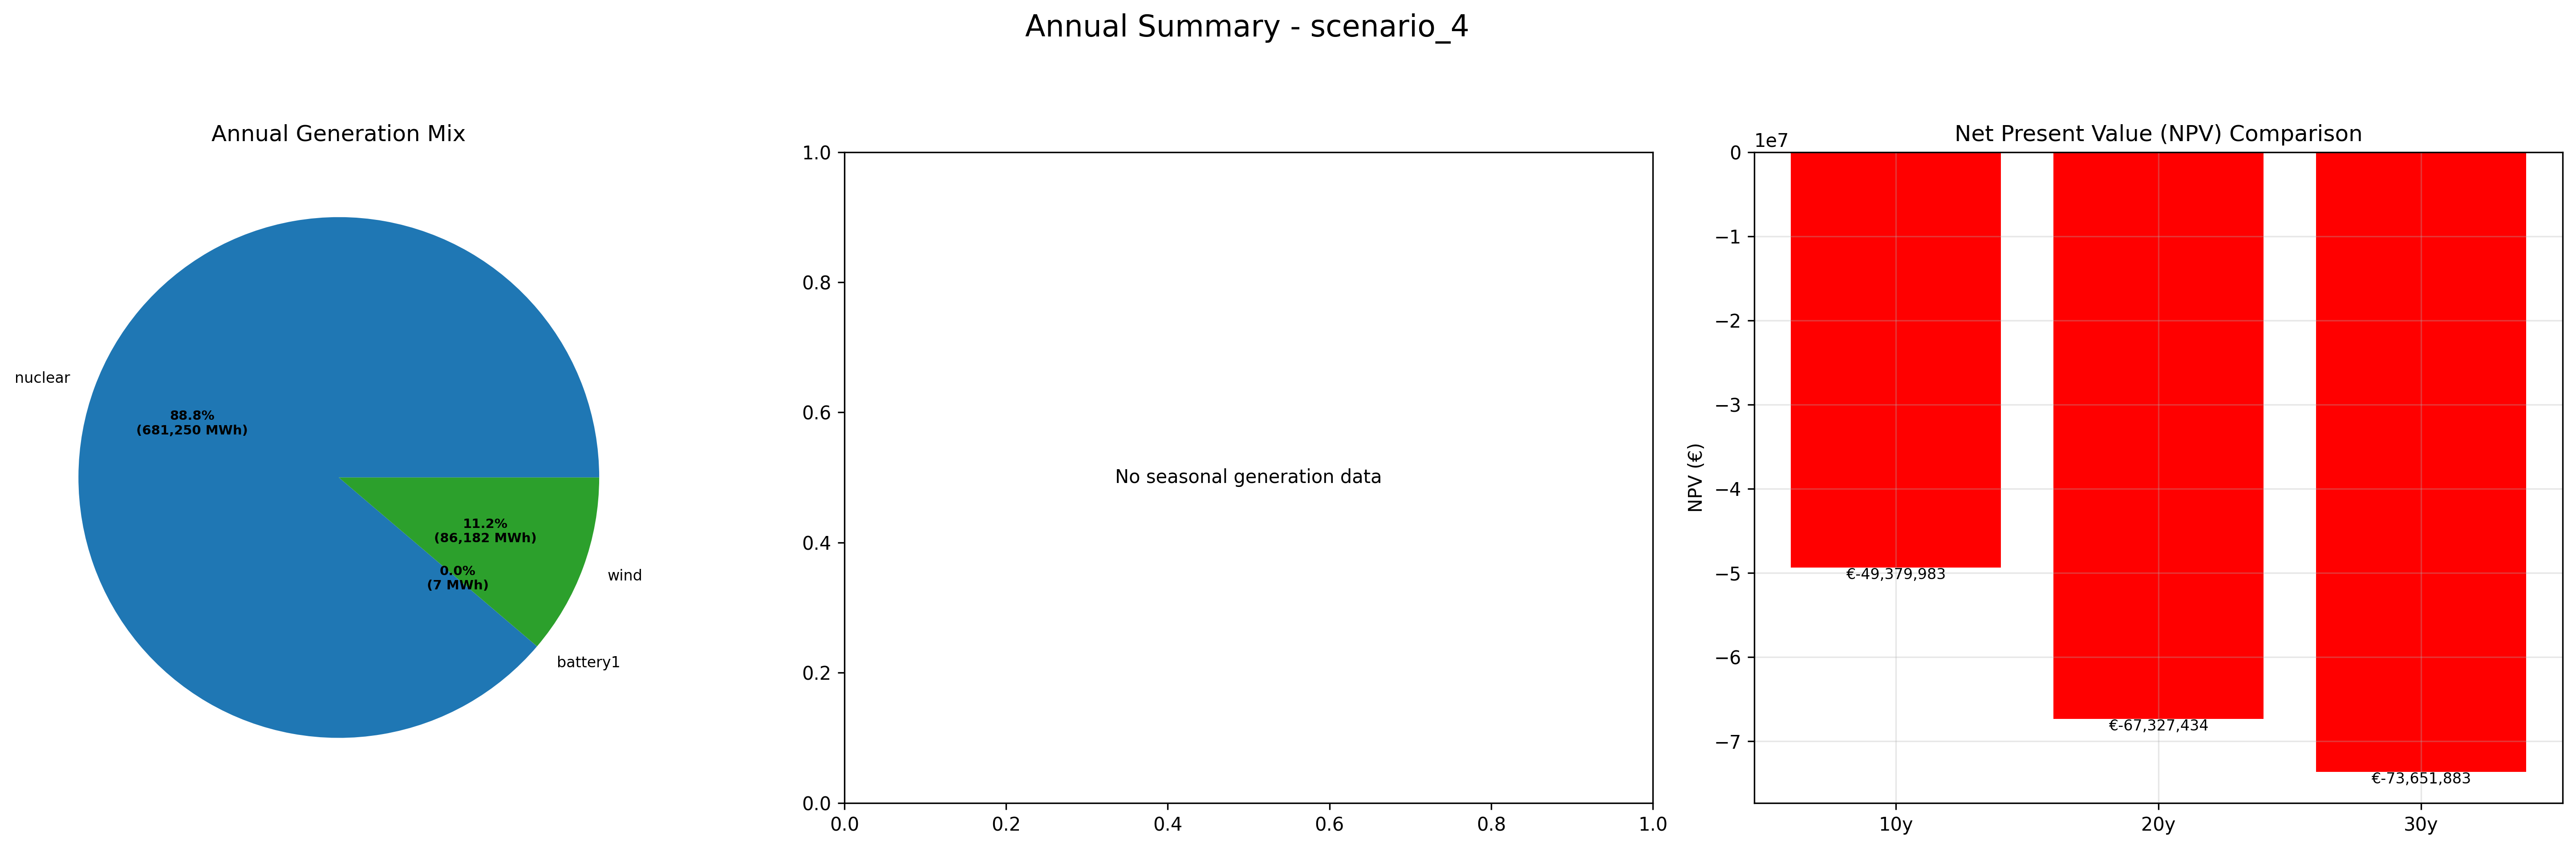 Annual Summary - scenario_4
Annual Generation Mix
nuclear
88.8%
(681,250 MWh)
11.2%
(86,182 MWh)
0.0%
(7 MWh)
wind
battery1
1.0
0.8
0.6
0.4
0.2
0.0
No seasonal generation data
0.0 0.2 0.4 0.6 0.8 1.0
Net Present Value (NPV) Comparison
1e7
0
−1
−2
−3
−4
−5
−6
−7
NPV (€)
€-49,379,983
€-67,327,434
€-73,651,883
10y 20y 30y